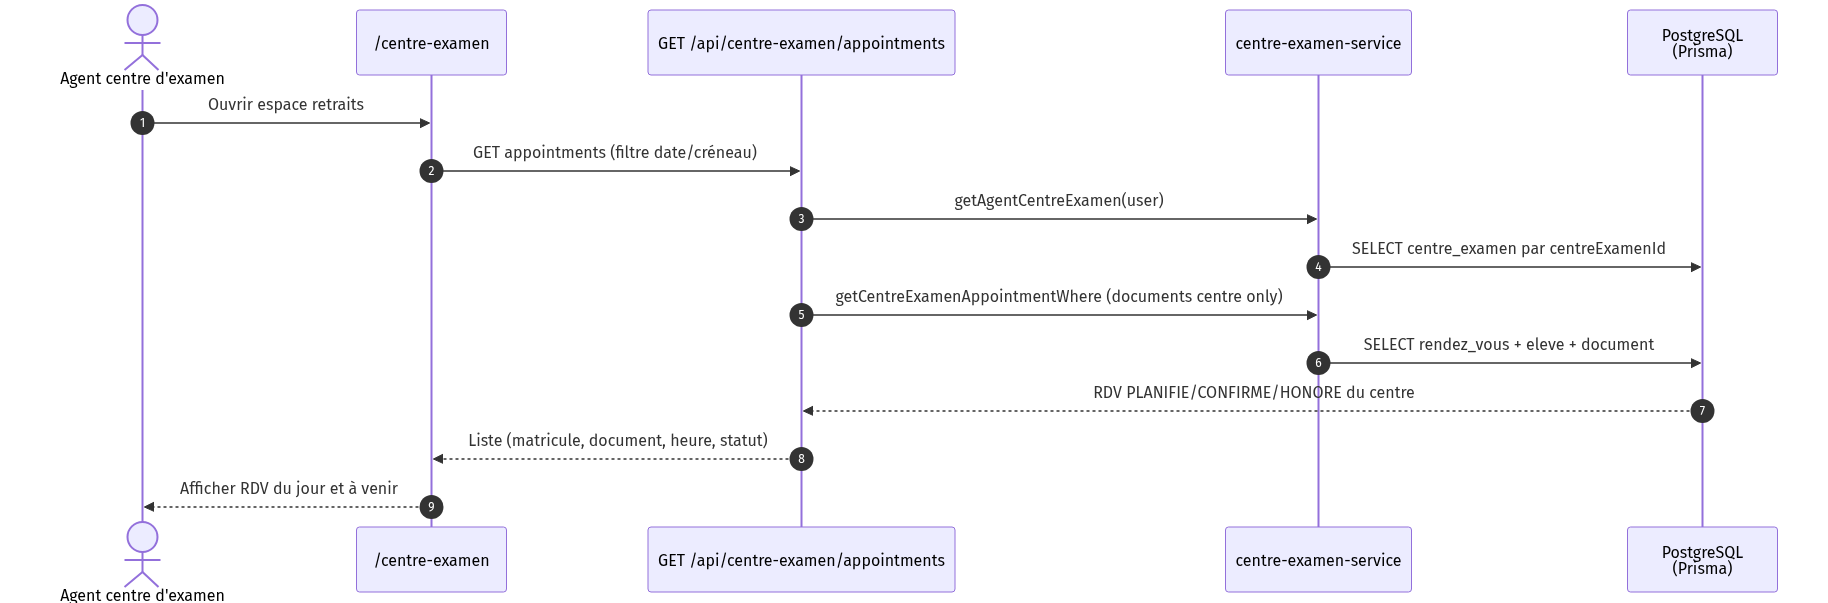 Agent centre d'examen
/centre-examen
GET /api/centre-examen/appointments
centre-examen-service
PostgreSQL
(Prisma)
Ouvrir espace retraits
1
GET appointments (filtre date/créneau)
2
getAgentCentreExamen(user)
3
SELECT centre_examen par centreExamenId
4
getCentreExamenAppointmentWhere (documents centre only)
5
SELECT rendez_vous + eleve + document
6
RDV PLANIFIE/CONFIRME/HONORE du centre
7
Liste (matricule, document, heure, statut)
8
Afficher RDV du jour et à venir
9
Agent centre d'examen
/centre-examen
GET /api/centre-examen/appointments
centre-examen-service
PostgreSQL
(Prisma)